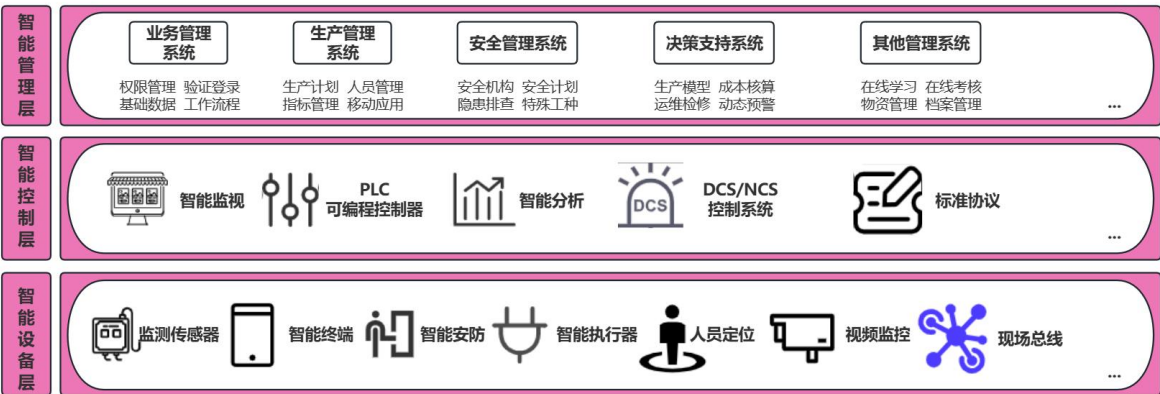 智能管理层
业务管理
系统
生产管理
系统
安全管理系统
决策支持系统
其他管理系统
权限管理 验证登录
基础数据 工作流程
生产计划 人员管理
指标管理 移动应用
安全机构 安全计划
隐患排查 特殊工种
生产模型 成本核算
运维检修 动态预警
在线学习 在线考核
物资管理 档案管理
...
智能控制层
智能监视
PLC
可编程控制器
智能分析
DCS
DCS/NCS
控制系统
标准协议
...
智能设备层
监测传感器
智能终端
智能安防
智能执行器
人员定位
视频监控
现场总线
...